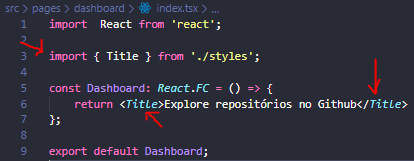 src > pages > dashboard > index.tsx > ...
1 import  React from 'react';
2
3 import { Title } from './styles';
4
5 const Dashboard: React.FC = () => {
6 return <Title>Explore repositórios no Github</Title>
7 };
8
9 export default Dashboard;